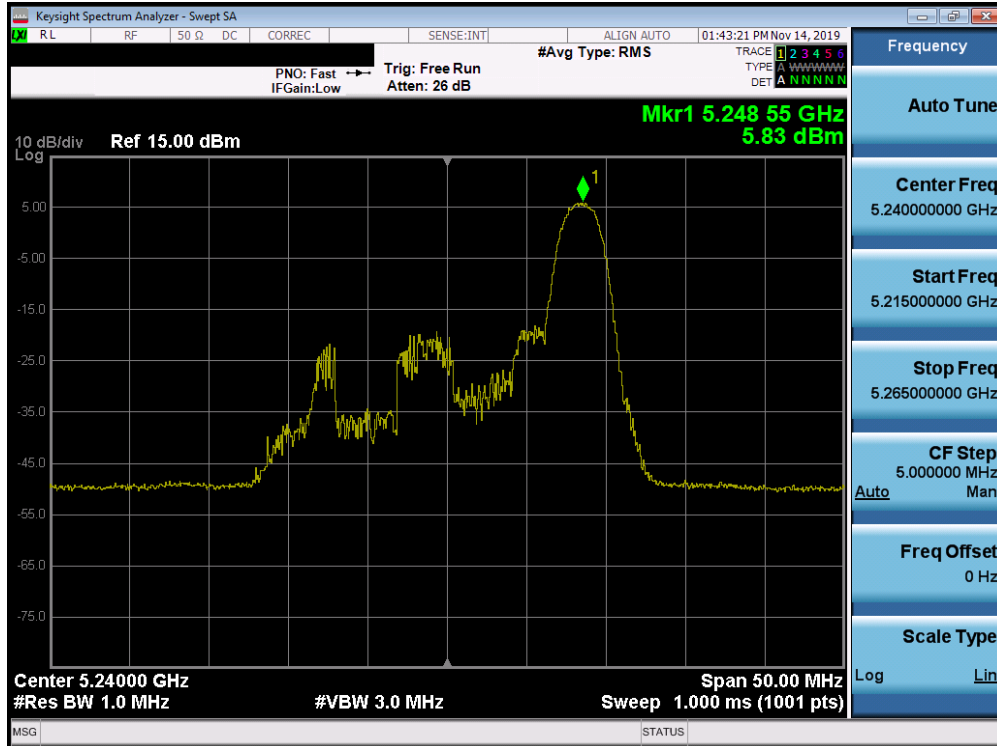 Keysight Spectrum Analyzer - Swept SA
LXI RL RF 50 Ω DC CORREC SENSE:INT ALIGN AUTO 01:43:21 PM Nov 14, 2019
#Avg Type: RMS
TRACE 1 2 3 4 5 6
TYPE A WWWWW
DET A N N N N N
PNO: Fast
IFGain:Low
Trig: Free Run
Atten: 26 dB
Mkr1 5.248 55 GHz
5.83 dBm
10 dB/div
Log
Ref 15.00 dBm
1
5.00
-5.00
-15.0
-25.0
-35.0
-45.0
-55.0
-65.0
-75.0
Center 5.24000 GHz
Span 50.00 MHz
#Res BW 1.0 MHz
#VBW 3.0 MHz
Sweep 1.000 ms (1001 pts)
MSG
STATUS
Frequency
Auto Tune
Center Freq
5.240000000 GHz
Start Freq
5.215000000 GHz
Stop Freq
5.265000000 GHz
CF Step
5.000000 MHz
Auto Man
Freq Offset
0 Hz
Scale Type
Log Lin